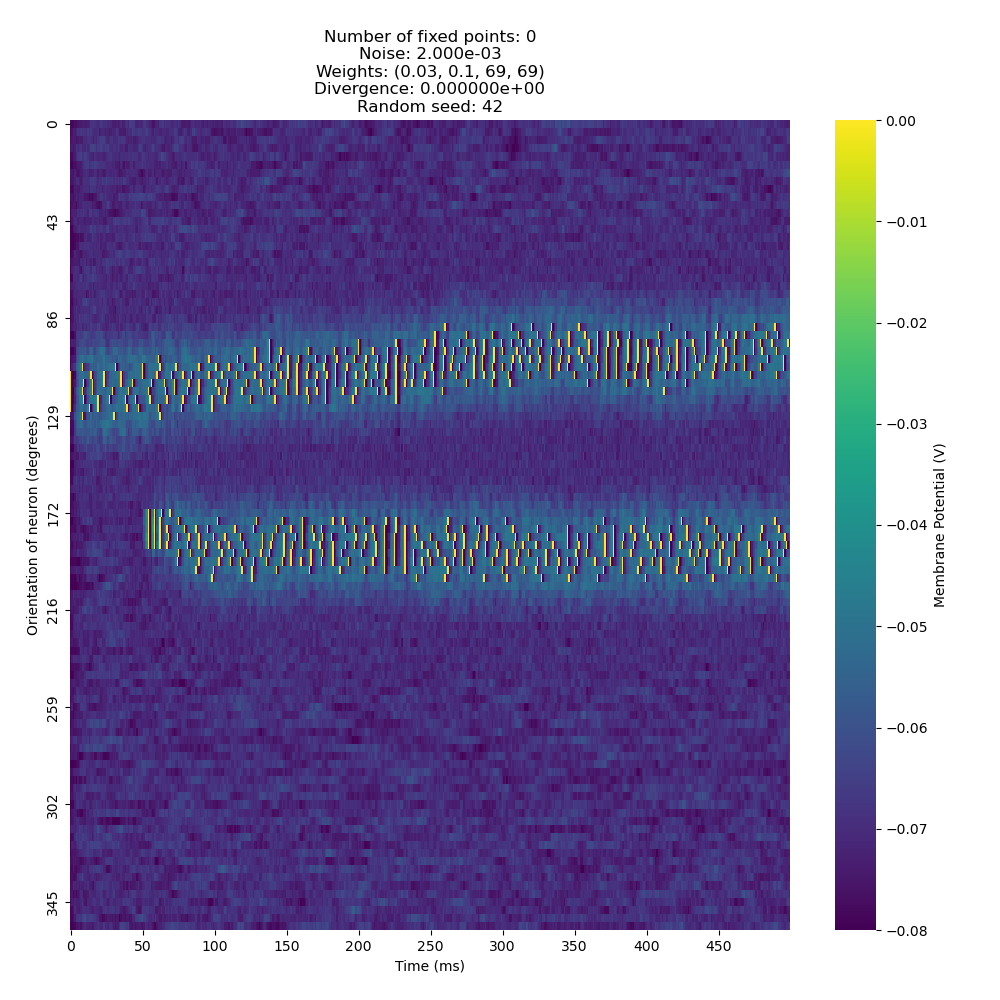 Number of fixed points: 0
Noise: 2.000e-03
Weights: (0.03, 0.1, 69, 69)
Divergence: 0.000000e+00
Random seed: 42
Orientation of neuron (degrees)
0
43
86
129
172
216
259
302
345
0 50 100 150 200 250 300 350 400 450
Time (ms)
0.00
−0.01
−0.02
−0.03
−0.04
−0.05
−0.06
−0.07
−0.08
Membrane Potential (V)